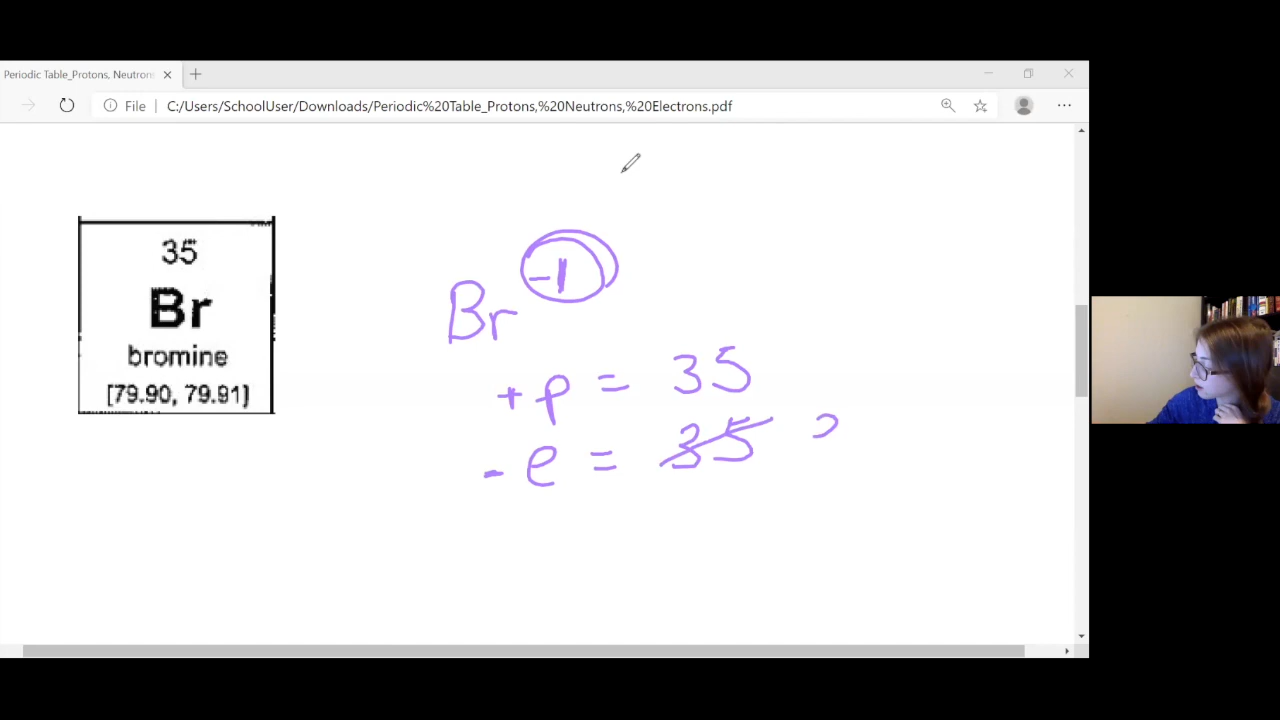 Periodic Table_Protons, Neutrons
File C:/Users/SchoolUser/Downloads/Periodic%20Table_Protons,%20Neutrons,%20Electrons.pdf
35
Br
bromine
[79.90, 79.91]
Br -1
+ p = 35
- e = 35